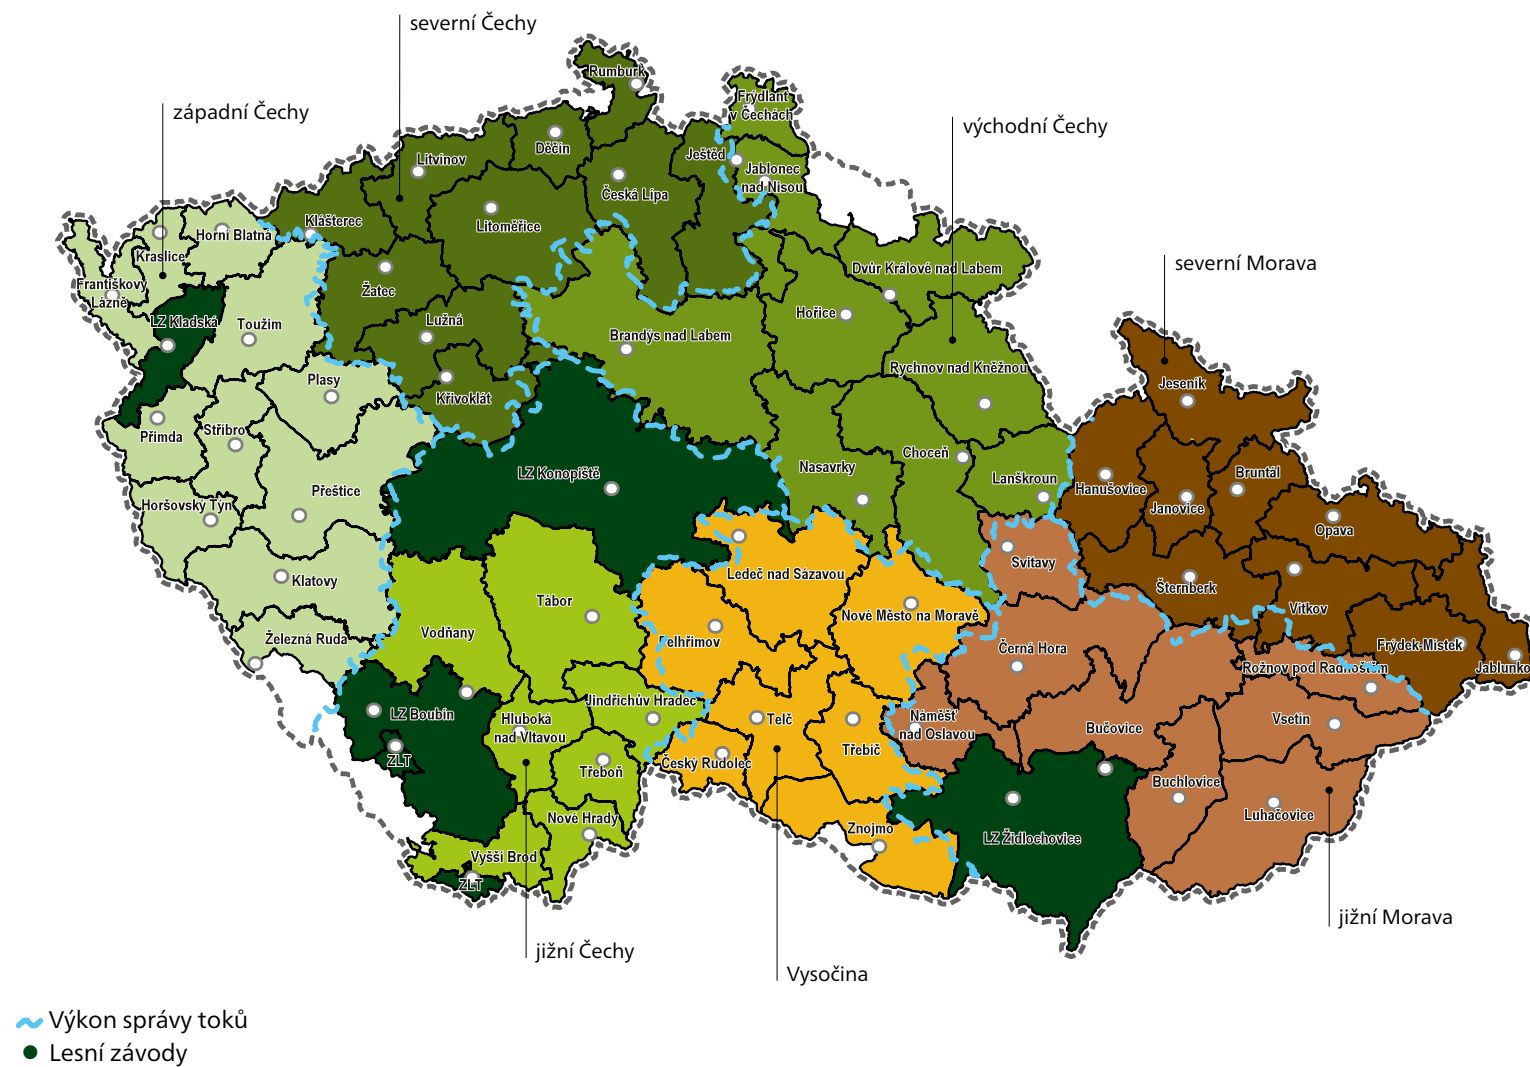 severní Čechy
západní Čechy
východní Čechy
severní Morava
Rumburk
Frýdlant
v Čechách
Děčín
Litvinov
Ještěd
Jablonec
nad Nisou
Česká Lípa
Klášterec
Litoměřice
Horní Blatná
Kraslice
Františkovy
Lázně
Žatec
Dvůr Králové nad Labem
LZ Kladská
Toužim
Lužná
Hořice
Brandýs nad Labem
Rychnov nad Kněžnou
Plasy
Křivoklát
Jeseník
Přimda
Stříbro
Choceň
Nasavrky
LZ Konopiště
Lanškroun
Hanušovice
Bruntál
Přeštice
Horšovský Týn
Janovice
Opava
Svitavy
Ledeč nad Sázavou
Klatovy
Šternberk
Tábor
Nové Město na Moravě
Vítkov
Vodňany
Železná Ruda
Pelhřimov
Černá Hora
Frýdek Místek
Rožnov pod Radhoštěm
Jablunko
Jindřichův Hradec
LZ Boubín
Hluboká
nad Vltavou
Telč
Náměšť
nad Oslavou
Bučovice
Vsetín
Třebíč
ZLT
Třeboň
Český Rudolec
Buchlovice
Luhačovice
Nové Hrady
Znojmo
LZ Židlochovice
Vyšší Brod
ZLT
jižní Morava
jižní Čechy
Vysočina
Výkon správy toků
Lesní závody